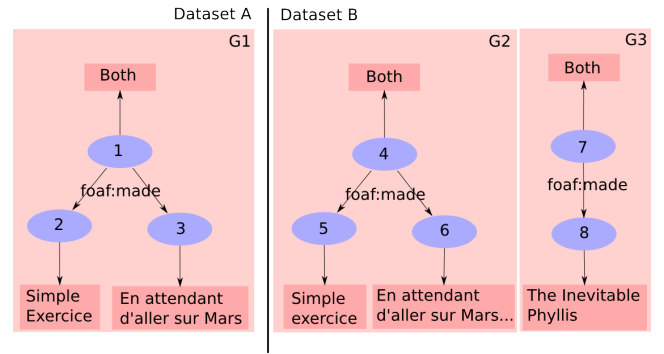 Dataset A
Dataset B
G1
Both
1
foaf:made
2
3
Simple
Exercice
En attendant
d'aller sur Mars
G2
Both
4
foaf:made
5
6
Simple
exercice
En attendant
d'aller sur Mars...
G3
Both
7
foaf:made
8
The Inevitable
Phyllis